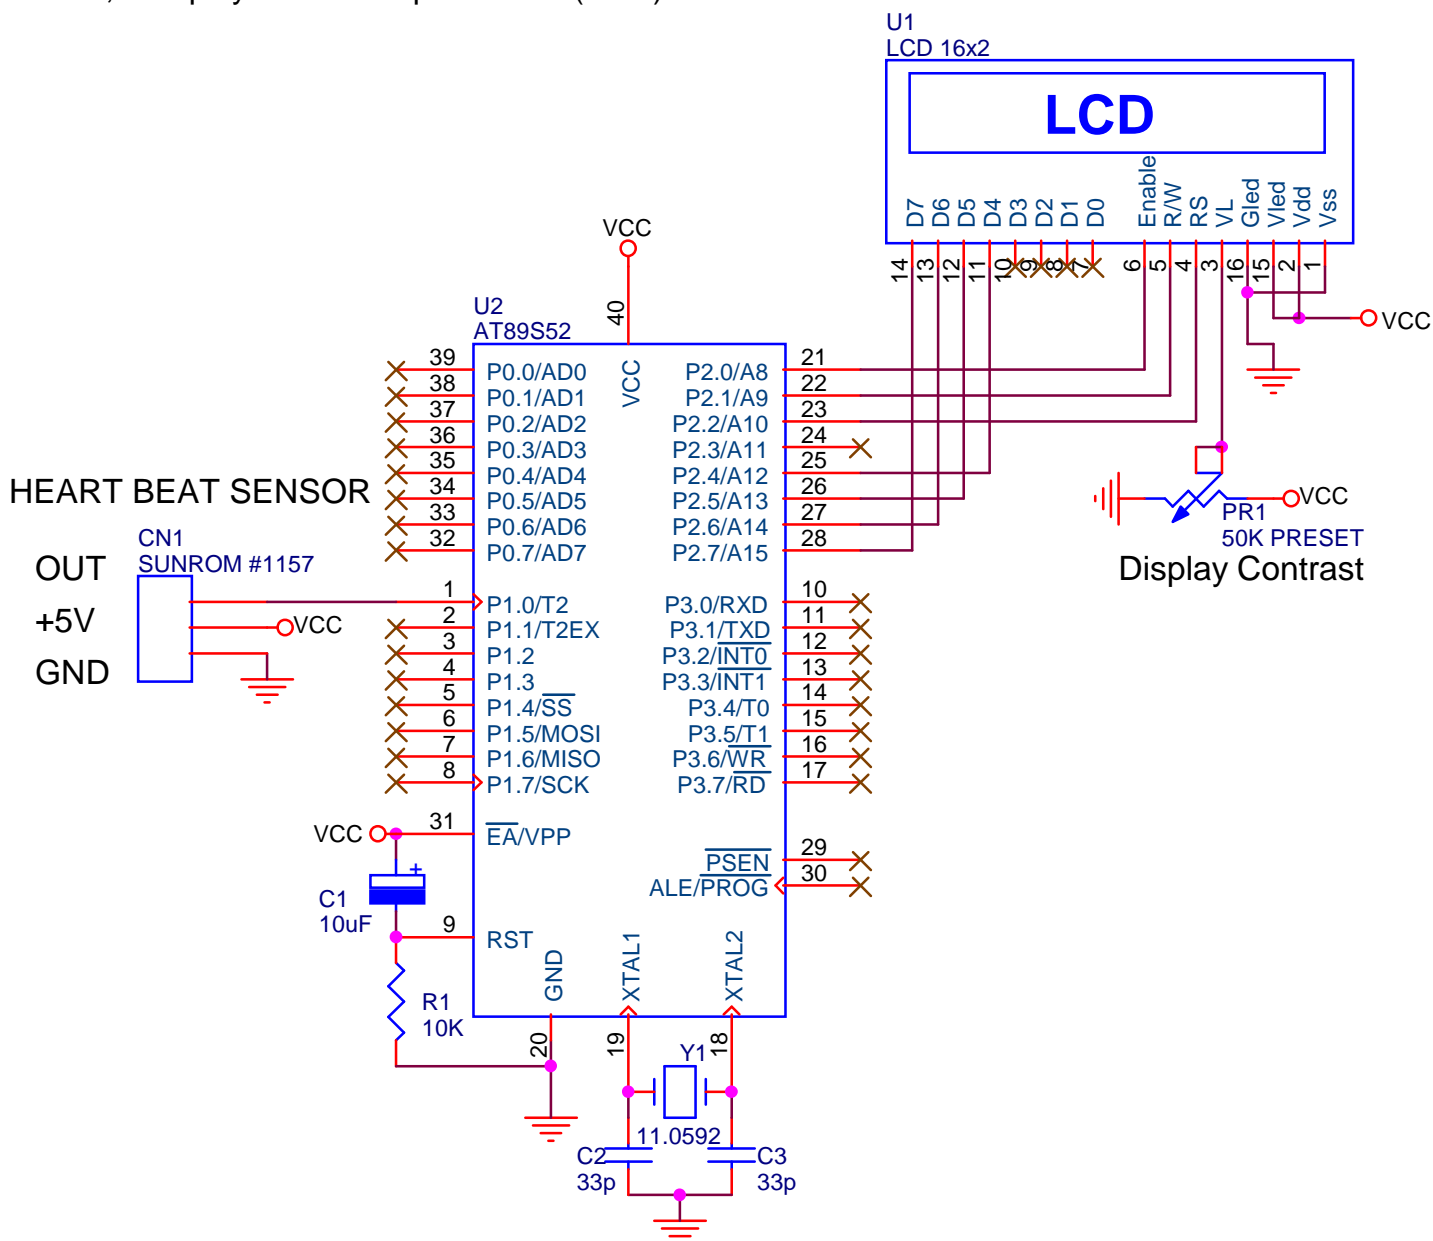 U1
LCD 16x2
LCD
D7 D6 D5 D4 D3 D2 D1 D0 Enable R/W RS VL Gled Vled Vdd Vss
14 13 12 11 10 9 8 7 6 5 4 3 16 15 2 1
VCC
VCC
40
U2
AT89S52
VCC
39 P0.0/AD0
38 P0.1/AD1
37 P0.2/AD2
36 P0.3/AD3
35 P0.4/AD4
34 P0.5/AD5
33 P0.6/AD6
32 P0.7/AD7
P2.0/A8 21
P2.1/A9 22
P2.2/A10 23
P2.3/A11 24
P2.4/A12 25
P2.5/A13 26
P2.6/A14 27
P2.7/A15 28
VCC
PR1
50K PRESET
Display Contrast
HEART BEAT SENSOR
CN1
SUNROM #1157
OUT
+5V
GND
VCC
1 P1.0/T2
2 P1.1/T2EX
3 P1.2
4 P1.3
5 P1.4/SS
6 P1.5/MOSI
7 P1.6/MISO
8 P1.7/SCK
P3.0/RXD 10
P3.1/TXD 11
P3.2/INT0 12
P3.3/INT1 13
P3.4/T0 14
P3.5/T1 15
P3.6/WR 16
P3.7/RD 17
VCC
31 EA/VPP
PSEN 29
ALE/PROG 30
+
C1
10uF
9 RST
GND
XTAL1
XTAL2
R1
10K
20
19
18
Y1
11.0592
C2
33p
C3
33p